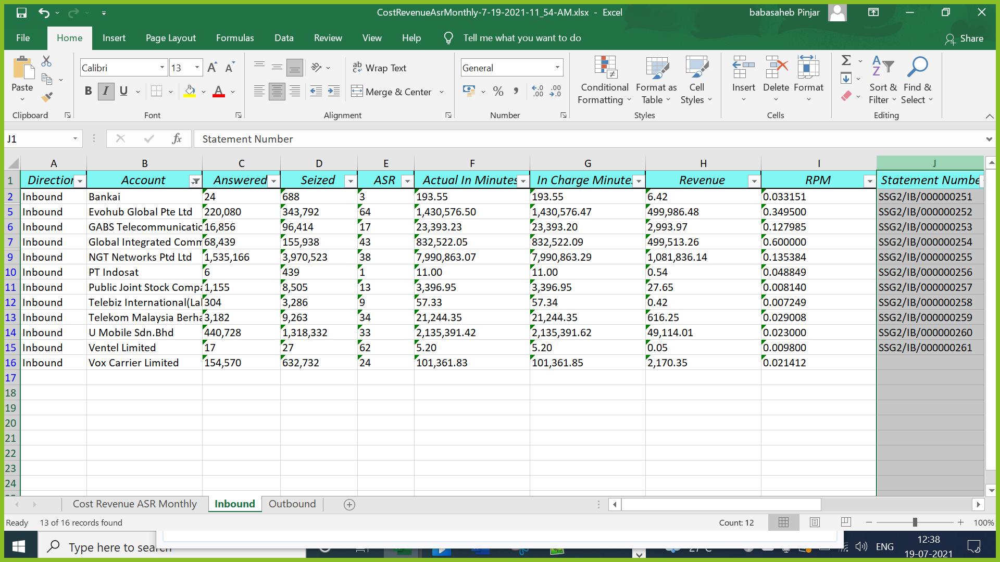 CostRevenueAsrMonthly-7-19-2021-11_54-AM.xlsx - Excel
babasaheb Pinjar
File Home Insert Page Layout Formulas Data Review View Help Tell me what you want to do Share
Calibri 13 ab Wrap Text General
Paste B I U A Merge & Center % Conditional Formatting Format as Table Cell Styles Insert Delete Format Sort & Filter Find & Select
Clipboard Font Alignment Number Styles Cells Editing
J1 fx Statement Number
A B C D E F G H I J
1 Direction Account Answered Seized ASR Actual In Minutes In Charge Minute Revenue RPM Statement Numbe
2 Inbound Bankai 24 688 3 193.55 193.55 6.42 0.033151 SSG2/IB/000000251
5 Inbound Evohub Global Pte Ltd 220,080 343,792 64 1,430,576.50 1,430,576.47 499,986.48 0.349500 SSG2/IB/000000252
6 Inbound GABS Telecommunicatic 16,856 96,414 17 23,393.23 23,393.20 2,993.97 0.127985 SSG2/IB/000000253
7 Inbound Global Integrated Comm 68,439 155,938 43 832,522.05 832,522.09 499,513.26 0.600000 SSG2/IB/000000254
9 Inbound NGT Networks Ptd Ltd 1,535,166 3,970,523 38 7,990,863.07 7,990,863.29 1,081,836.14 0.135384 SSG2/IB/000000255
10 Inbound PT Indosat 6 439 1 11.00 11.00 0.54 0.048849 SSG2/IB/000000256
11 Inbound Public Joint Stock Compa 1,155 8,505 13 3,396.95 3,396.95 27.65 0.008140 SSG2/IB/000000257
12 Inbound Telebiz International(Lal 304 3,286 9 57.33 57.34 0.42 0.007249 SSG2/IB/000000258
13 Inbound Telekom Malaysia Berha 3,182 9,263 34 21,244.35 21,244.35 616.25 0.029008 SSG2/IB/000000259
14 Inbound U Mobile Sdn.Bhd 440,728 1,318,332 33 2,135,391.42 2,135,391.62 49,114.01 0.023000 SSG2/IB/000000260
15 Inbound Ventel Limited 17 27 62 5.20 5.20 0.05 0.009800 SSG2/IB/000000261
16 Inbound Vox Carrier Limited 154,570 632,732 24 101,361.83 101,361.85 2,170.35 0.021412
17
18
19
20
21
22
23
24
Cost Revenue ASR Monthly Inbound Outbound
Ready 13 of 16 records found Count: 12 100%
Type here to search ENG 12:38
19-07-2021